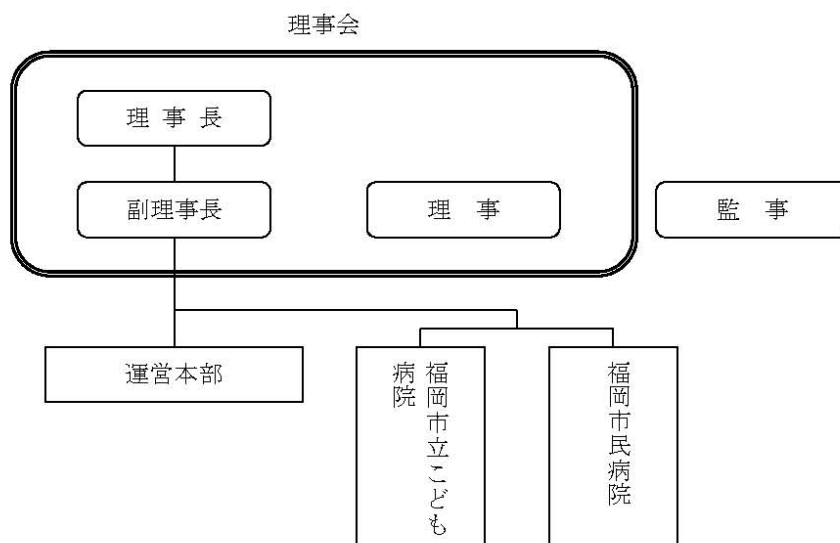 理事会
理 事 長
副理事長
理 事
監 事
運営本部
福岡市立こども
病院
福岡市民病院